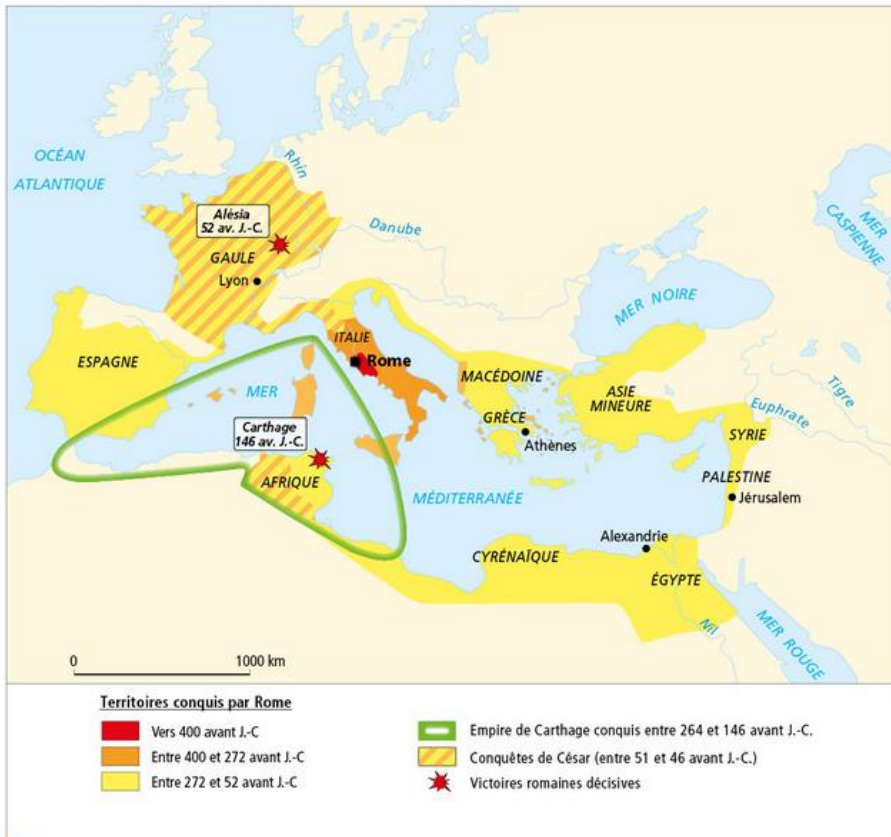 OCÉAN
ATLANTIQUE
Rhin
Alésia
52 av. J.-C.
GAULE
Lyon
Danube
MER
CASPIENNE
MER NOIRE
ESPAGNE
ITALIE
Rome
MER
MACÉDOINE
ASIE
MINEURE
Tigre
Euphrate
Carthage
146 av. J.-C.
GRÈCE
Athènes
SYRIE
AFRIQUE
MÉDITERRANÉE
PALESTINE
Jérusalem
Alexandrie
CYRÉNAÏQUE
ÉGYPTE
Nil
MER ROUGE
0 1000 km
Territoires conquis par Rome
Vers 400 avant J.-C
Entre 400 et 272 avant J.-C
Entre 272 et 52 avant J.-C
Empire de Carthage conquis entre 264 et 146 avant J.-C.
Conquêtes de César (entre 51 et 46 avant J.-C.)
Victoires romaines décisives